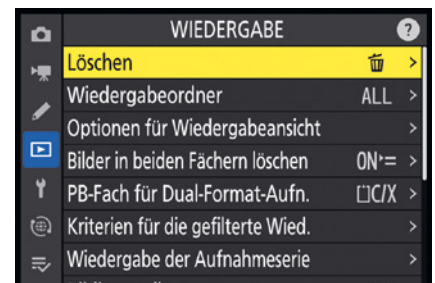 WIEDERGABE ?
Löschen
Wiedergabeordner ALL
Optionen für Wiedergabeansicht
Bilder in beiden Fächern löschen ON
PB-Fach für Dual-Format-Aufn. C/X
Kriterien für die gefilterte Wied.
Wiedergabe der Aufnahmeserie